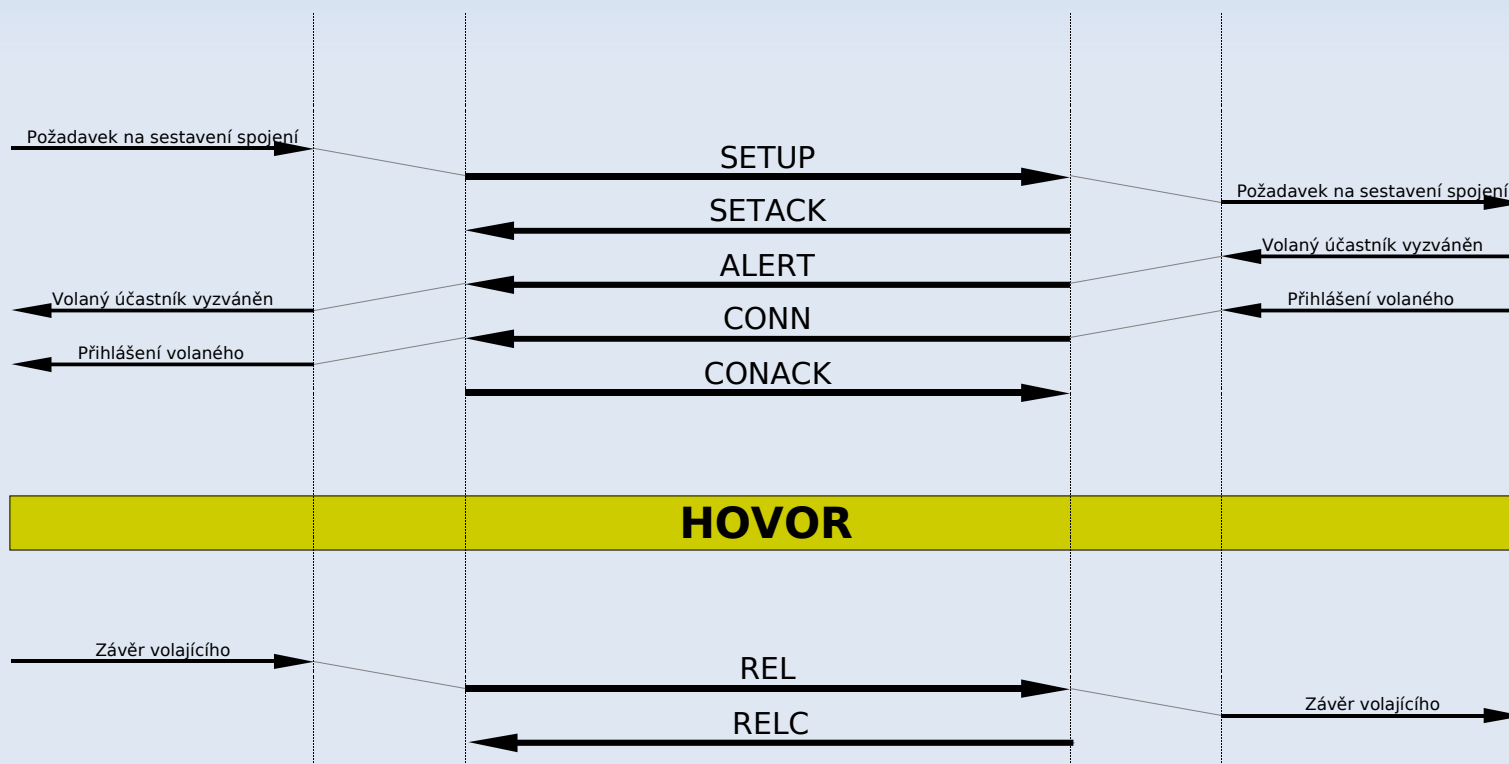 Požadavek na sestavení spojení
SETUP
Požadavek na sestavení spojení
SETACK
Volaný účastník vyzváněn
ALERT
Volaný účastník vyzváněn
Přihlášení volaného
CONN
Přihlášení volaného
CONACK
HOVOR
Závěr volajícího
REL
Závěr volajícího
RELC